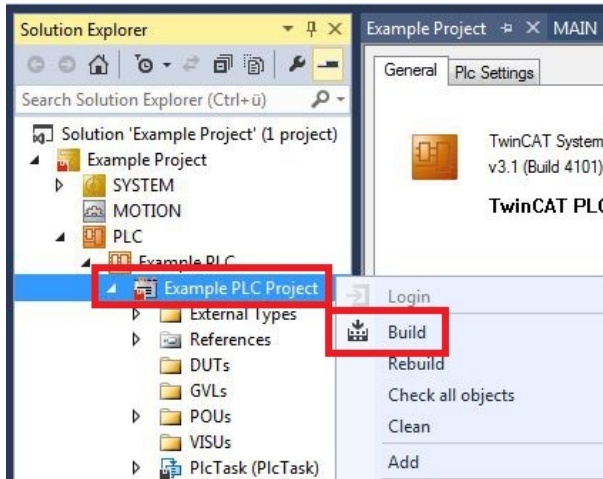 Solution Explorer
Example Project
MAIN
General
Plc Settings
Search Solution Explorer (Ctrl+ü)
Solution 'Example Project' (1 project)
Example Project
SYSTEM
MOTION
PLC
Example PLC
Example PLC Project
External Types
References
DUTs
GVLs
POUs
VISUs
PlcTask (PlcTask)
TwinCAT System
v3.1 (Build 4101)
TwinCAT PLC
Login
Build
Rebuild
Check all objects
Clean
Add